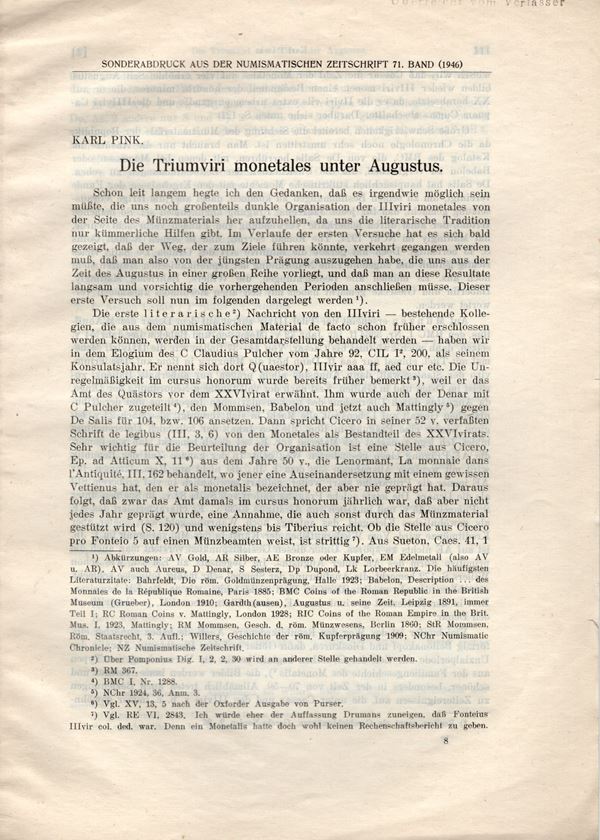 Überreicht vom Verfasser
SONDERABDRUCK AUS DER NUMISMATISCHEN ZEITSCHRIFT 71. BAND (1946)
KARL PINK.
Die Triumviri monetales unter Augustus.
Schon leit langem hegte ich den Gedanken, daß es irgendwie möglich sein
müßte, die uns noch großenteils dunkle Organisation der IIIviri monetales von
der Seite des Münzmaterials her aufzuhellen, da uns die literarische Tradition
nur kümmerliche Hilfen gibt. Im Verlaufe der ersten Versuche hat es sich bald
gezeigt, daß der Weg, der zum Ziele führen könnte, verkehrt gegangen werden
muß, daß man also von der jüngsten Prägung auszugehen habe, die uns aus der
Zeit des Augustus in einer großen Reihe vorliegt, und daß man an diese Resultate
langsam und vorsichtig die vorhergehenden Perioden anschließen müsse. Dieser
erste Versuch soll nun im folgenden dargelegt werden¹).
Die erste literarische²) Nachricht von den IIIviri — bestehende Kolle-
gien, die aus dem numismatischen Material de facto schon früher erschlossen
werden können, werden in der Gesamtdarstellung behandelt werden — haben wir
in dem Elogium des C Claudius Pulcher vom Jahre 92, CIL I², 200, als seinem
Konsulatsjahr. Er nennt sich dort Q(uaestor), IIIvir aaa ff, aed cur etc. Die Un-
regelmäßigkeit im cursus honorum wurde bereits früher bemerkt³), weil er das
Amt des Quästors vor dem XXVIvirat erwähnt. Ihm wurde auch der Denar mit
C Pulcher zugeteilt⁴), den Mommsen, Babelon und jetzt auch Mattingly⁵) gegen
De Salis für 104, bzw. 106 ansetzen. Dann spricht Cicero in seiner 52 v. verfaßten
Schrift de legibus (III, 3, 6) von den Monetales als Bestandteil des XXVIvirats.
Sehr wichtig für die Beurteilung der Organisation ist eine Stelle aus Cicero,
Ep. ad Atticum X, 11⁶) aus dem Jahre 50 v., die Lenormant, La monnaie dans
l'Antiquité, III, 162 behandelt, wo jener eine Auseinandersetzung mit einem gewissen
Vettienus hat, den er als monetalis bezeichnet, der aber nie geprägt hat. Daraus
folgt, daß zwar das Amt damals im cursus honorum jährlich war, daß aber nicht
jedes Jahr geprägt wurde, eine Annahme, die auch sonst durch das Münzmaterial
gestützt wird (S. 120) und wenigstens bis Tiberius reicht. Ob die Stelle aus Cicero
pro Fonteio 5 auf einen Münzbeamten weist, ist strittig⁷). Aus Sueton, Caes. 41, 1
¹) Abkürzungen: AV Gold, AR Silber, AE Bronze oder Kupfer, EM Edelmetall (also AV
u. AR), AV auch Aureus, D Denar, S Sesterz, Dp Dupond, Lk Lorbeerkranz. Die häufigsten
Literaturzitate: Bahrfeldt, Die röm. Goldmünzenprägung, Halle 1923; Babelon, Description ... des
Monnaies de la République Romaine, Paris 1885; BMC Coins of the Roman Republic in the British
Museum (Grueber), London 1910; Gardth(ausen), Augustus u. seine Zeit, Leipzig 1891, immer
Teil I; RC Roman Coins v. Mattingly, London 1928; RIC Coins of the Roman Empire in the Brit.
Mus. I, 1923, Mattingly; RM Mommsen, Gesch. d. röm. Münzwesens, Berlin 1860; StR Mommsen,
Röm. Staatsrecht, 3. Aufl.; Willers, Geschichte der röm. Kupferprägung 1909; NChr Numismatic
Chronicle; NZ Numismatische Zeitschrift.
²) Über Pomponius Dig. I, 2, 2, 30 wird an anderer Stelle gehandelt werden.
³) RM 367.
⁴) BMC I, Nr. 1288.
⁵) NChr 1924, 36, Anm. 3.
⁶) Vgl. XV, 13, 5 nach der Oxforder Ausgabe von Purser.
⁷) Vgl. RE VI, 2843. Ich würde eher der Auffassung Drumans zuneigen, daß Fonteius
IIIvir col. ded. war. Denn ein Monetalis hatte doch wohl keinen Rechenschaftsbericht zu geben.
8